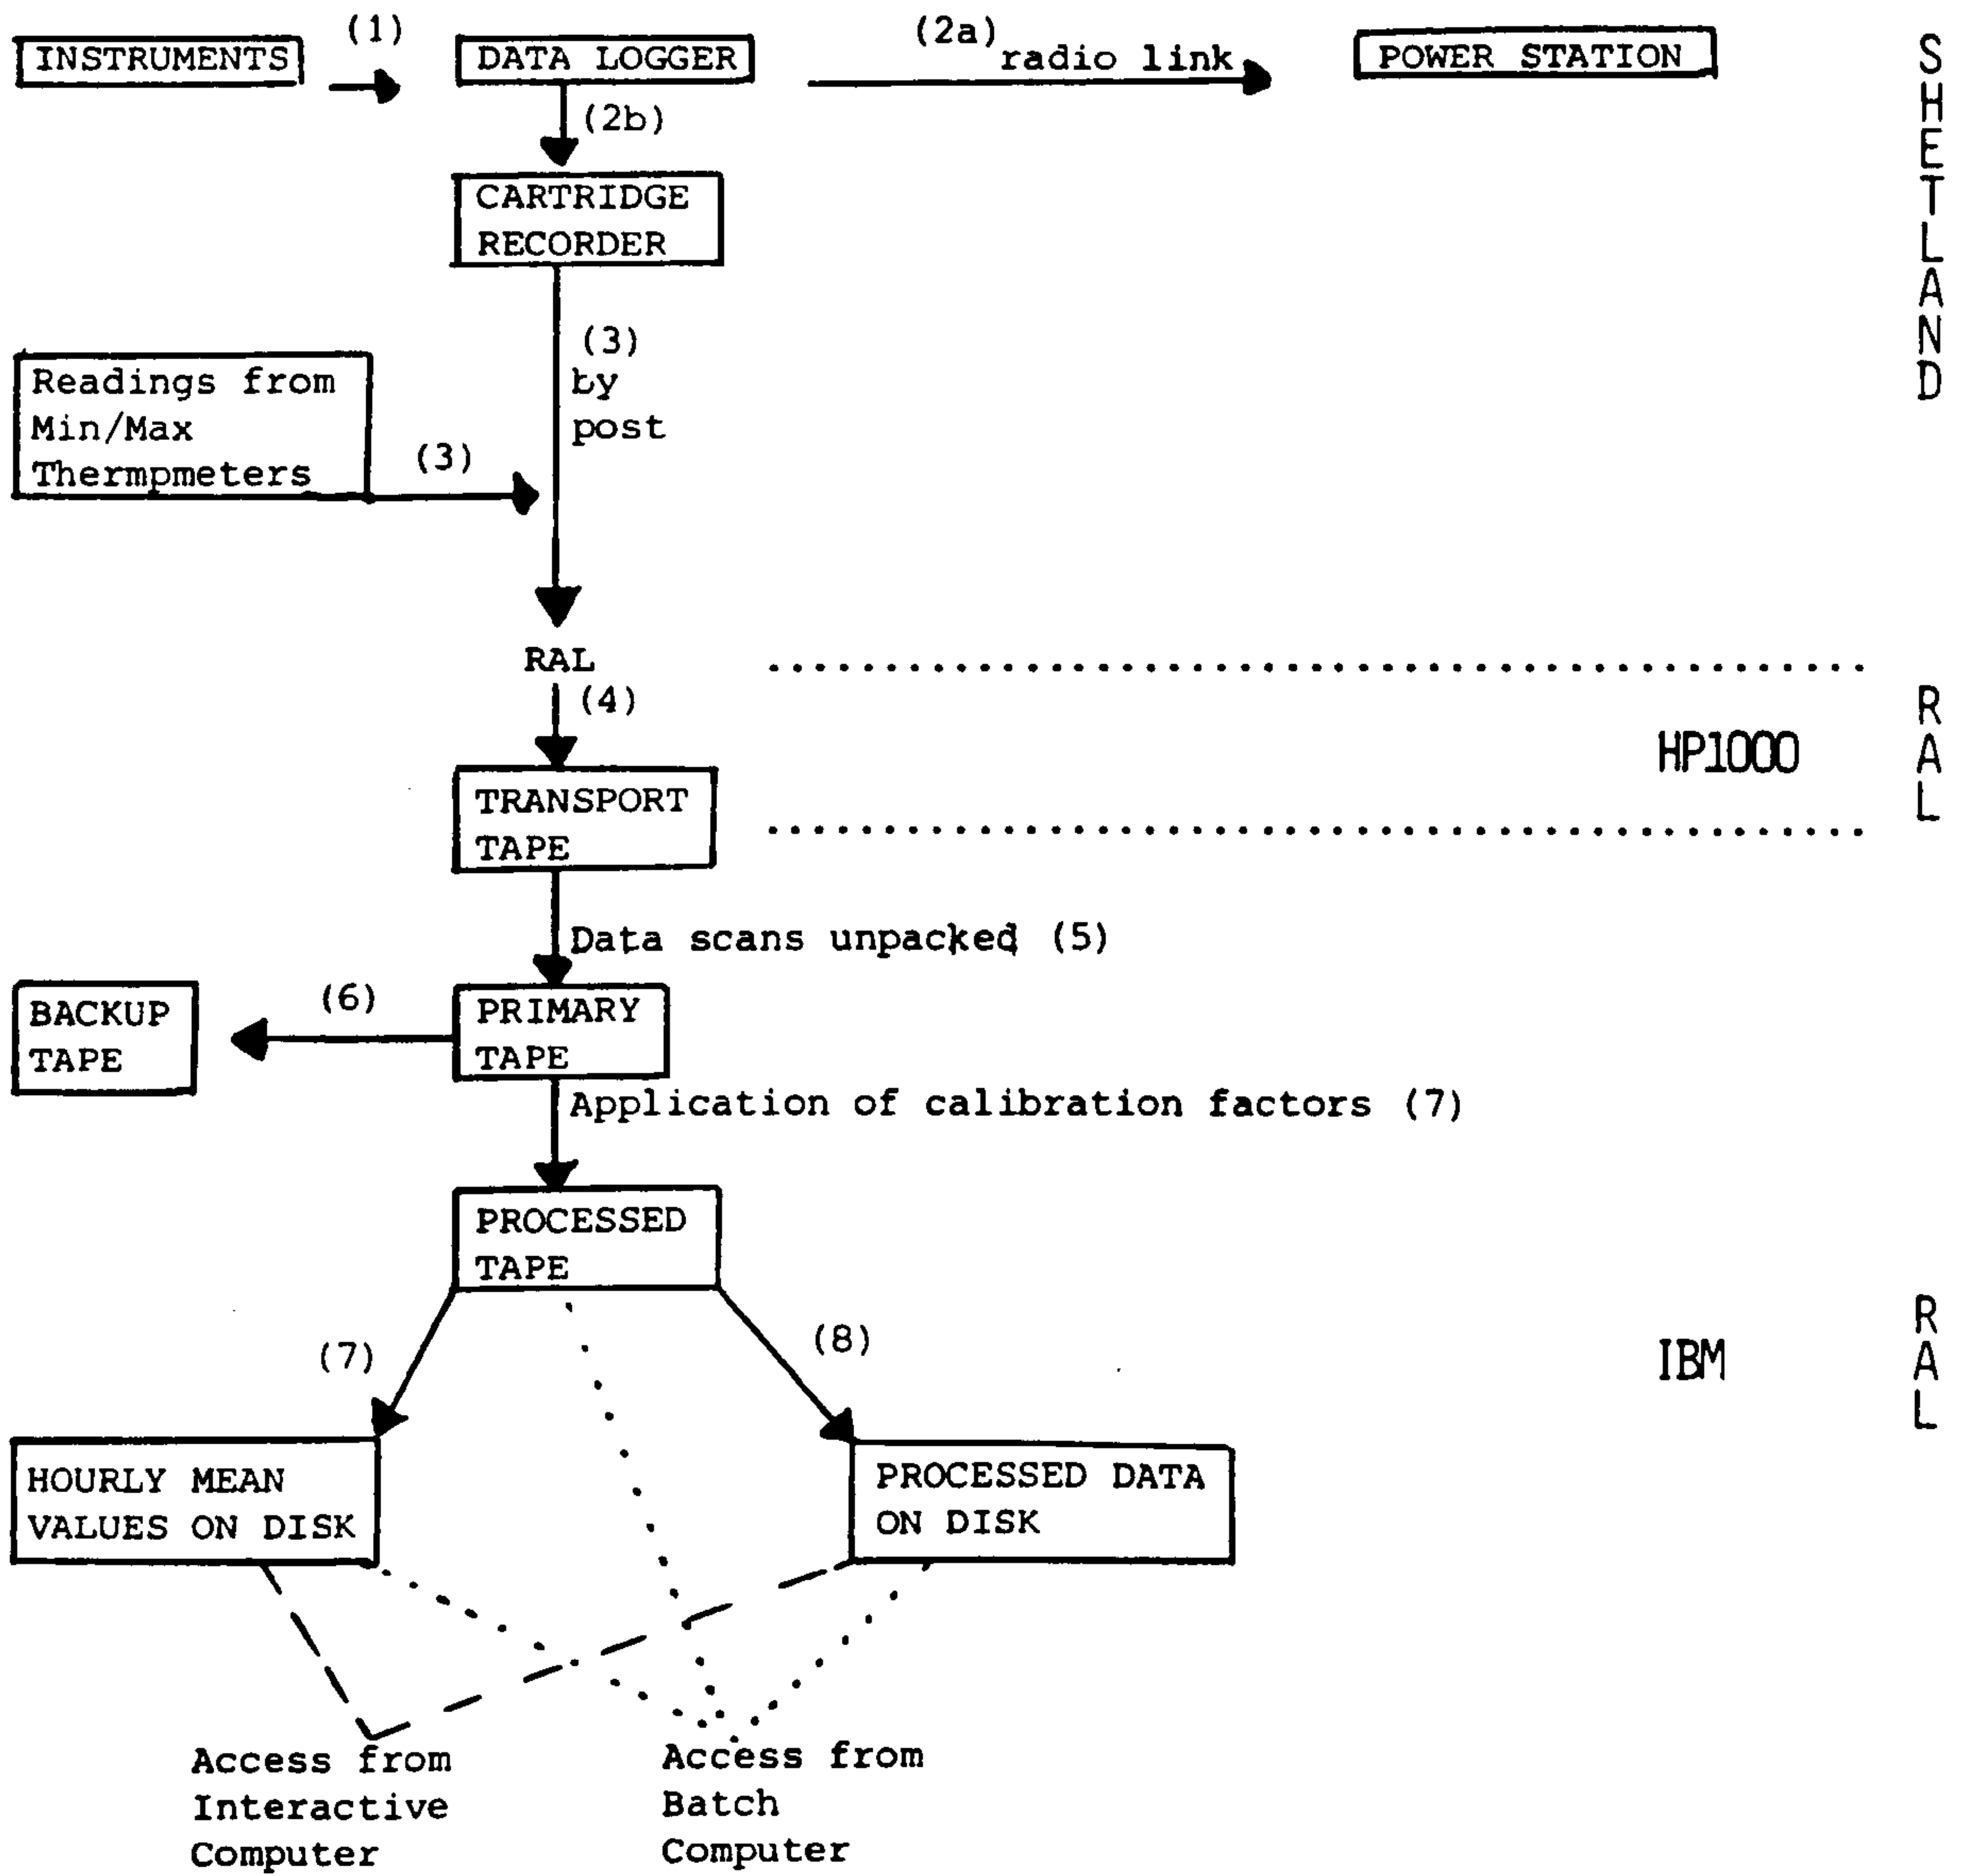 INSTRUMENTS
(1)
DATA LOGGER
(2a)
radio link
POWER STATION
SHETLAND
(2b)
CARTRIDGE
RECORDER
(3)
by
post
Readings from
Min/Max
Thermpmeters
(3)
RAL
(4)
HP1000
RAL
TRANSPORT
TAPE
Data scans unpacked (5)
BACKUP
TAPE
(6)
PRIMARY
TAPE
Application of calibration factors (7)
PROCESSED
TAPE
(7)
(8)
IBM
RAL
HOURLY MEAN
VALUES ON DISK
PROCESSED DATA
ON DISK
Access from
Interactive
Computer
Access from
Batch
Computer